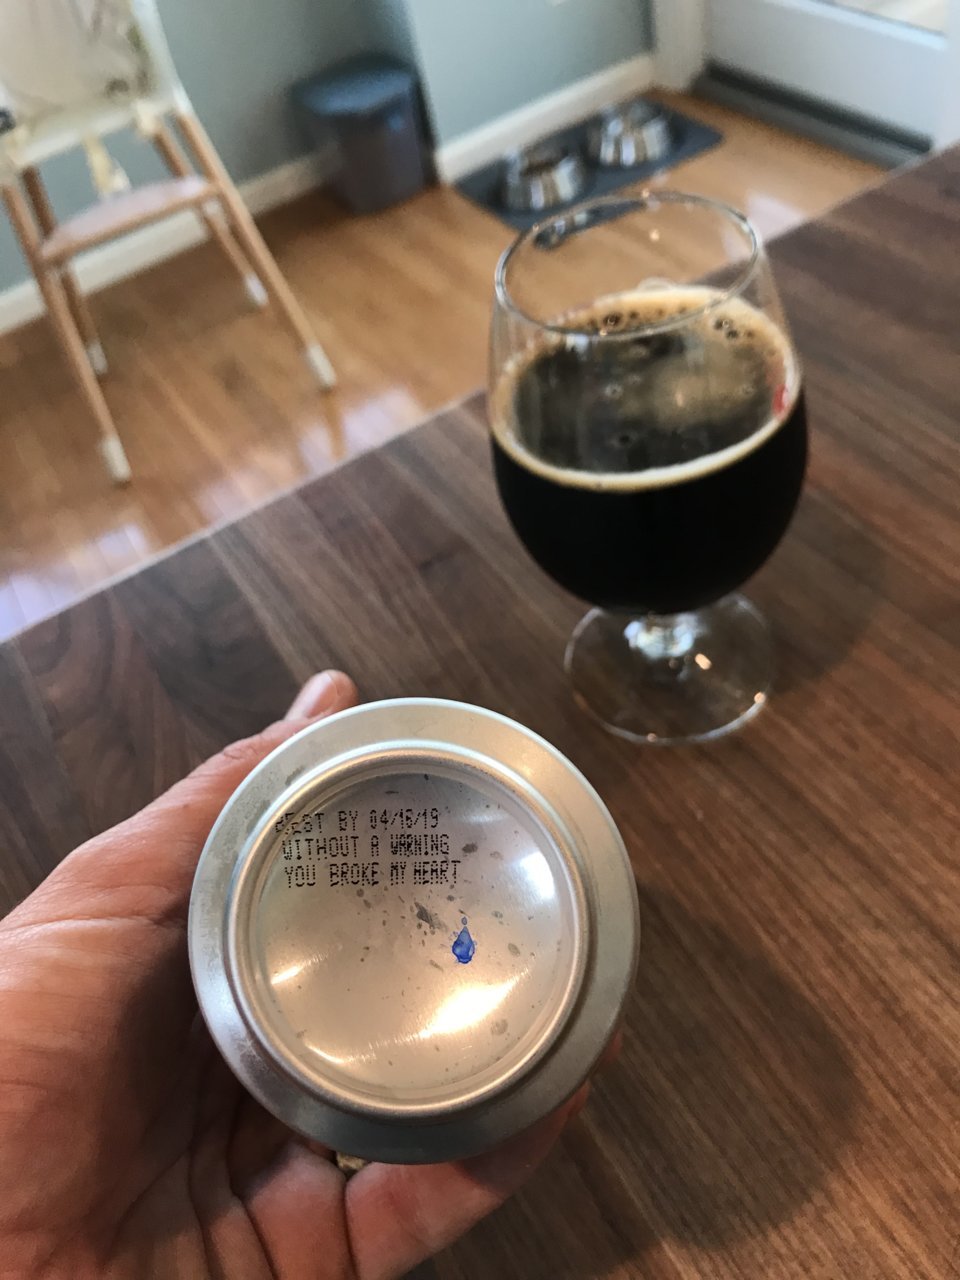 BEST BY 04/16/19
WITHOUT A WARNING
YOU BROKE MY HEART